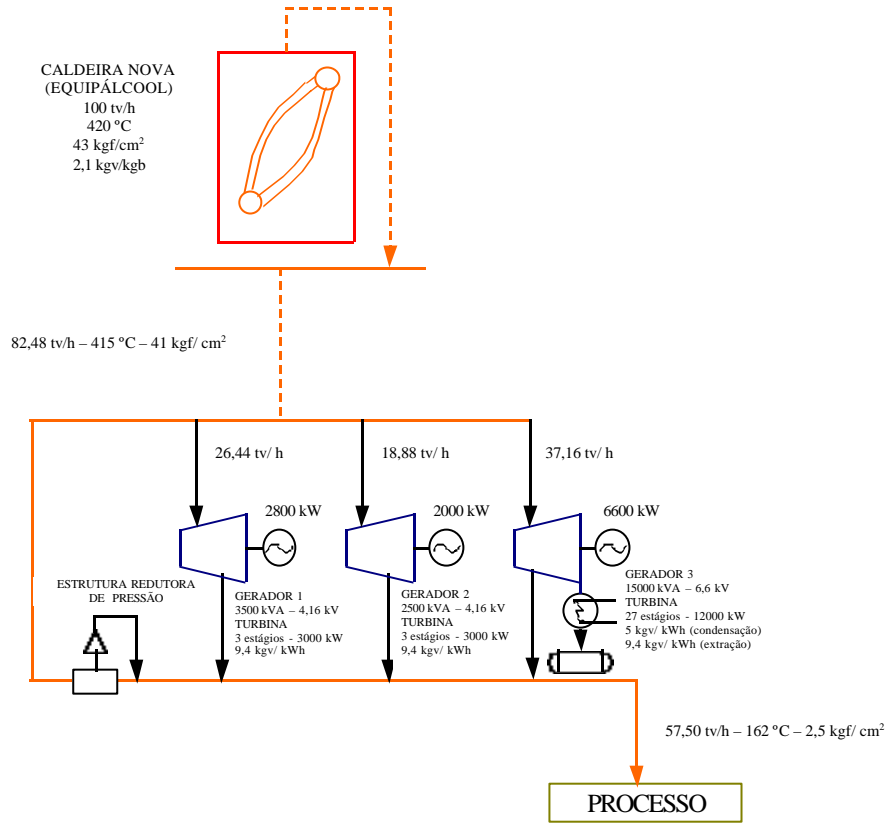 CALDEIRA NOVA
(EQUIPÁLCOOL)
100 tv/h
420 ºC
43 kgf/cm²
2,1 kgv/kgb
82,48 tv/h – 415 ºC – 41 kgf/ cm²
26,44 tv/ h
18,88 tv/ h
37,16 tv/ h
2800 kW
2000 kW
6600 kW
ESTRUTURA REDUTORA
DE PRESSÃO
GERADOR 1
3500 kVA – 4,16 kV
TURBINA
3 estágios - 3000 kW
9,4 kgv/ kWh
GERADOR 2
2500 kVA – 4,16 kV
TURBINA
3 estágios - 3000 kW
9,4 kgv/ kWh
GERADOR 3
15000 kVA – 6,6 kV
TURBINA
27 estágios - 12000 kW
5 kgv/ kWh (condensação)
9,4 kgv/ kWh (extração)
57,50 tv/h – 162 ºC – 2,5 kgf/ cm²
PROCESSO